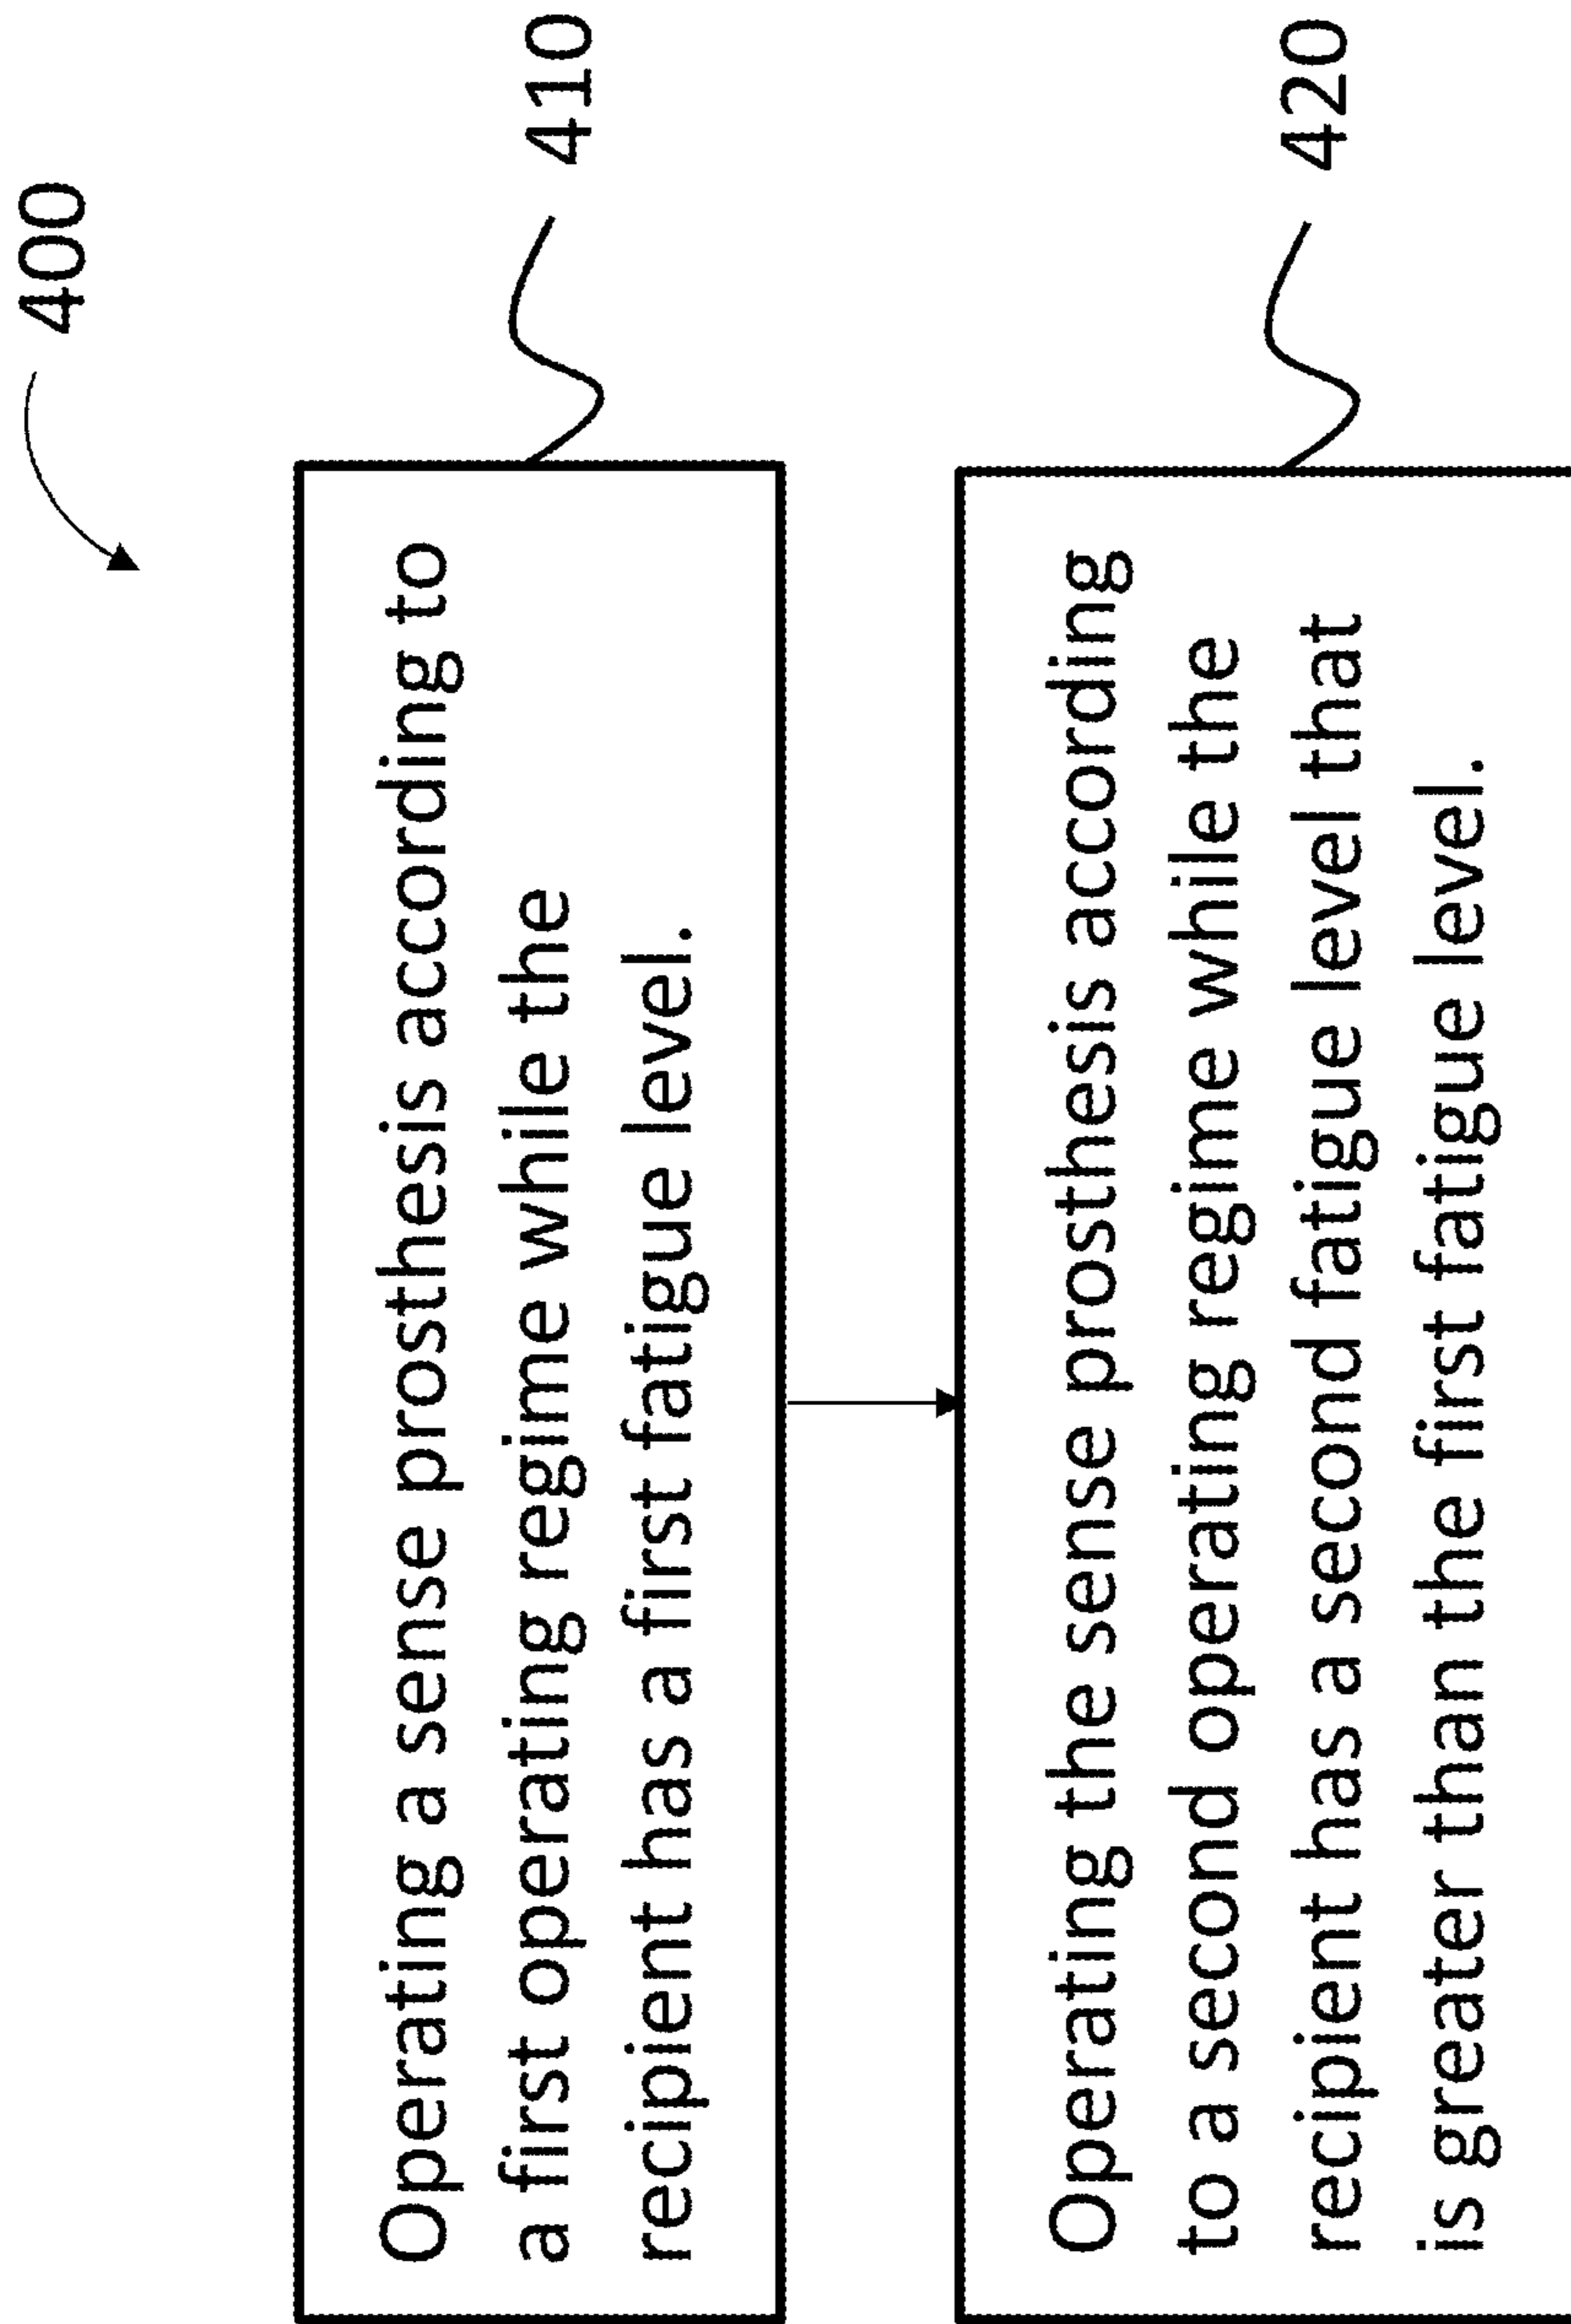 400
Operating a sense prosthesis according to
a first operating regime while the
recipient has a first fatigue level.
410
Operating the sense prosthesis according
to a second operating regime while the
recipient has a second fatigue level that
is greater than the first fatigue level.
420